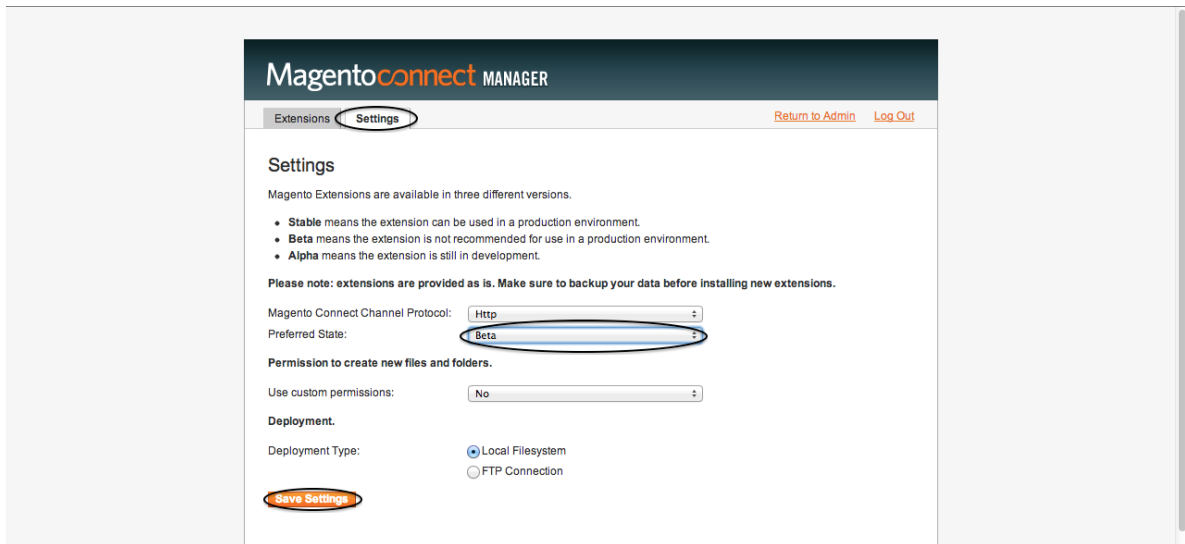 Magentoconnect MANAGER
Extensions Settings Return to Admin Log Out
Settings
Magento Extensions are available in three different versions.
• Stable means the extension can be used in a production environment.
• Beta means the extension is not recommended for use in a production environment.
• Alpha means the extension is still in development.
Please note: extensions are provided as is. Make sure to backup your data before installing new extensions.
Magento Connect Channel Protocol: Http
Preferred State: Beta
Permission to create new files and folders.
Use custom permissions: No
Deployment.
Deployment Type: Local Filesystem
FTP Connection
Save Settings